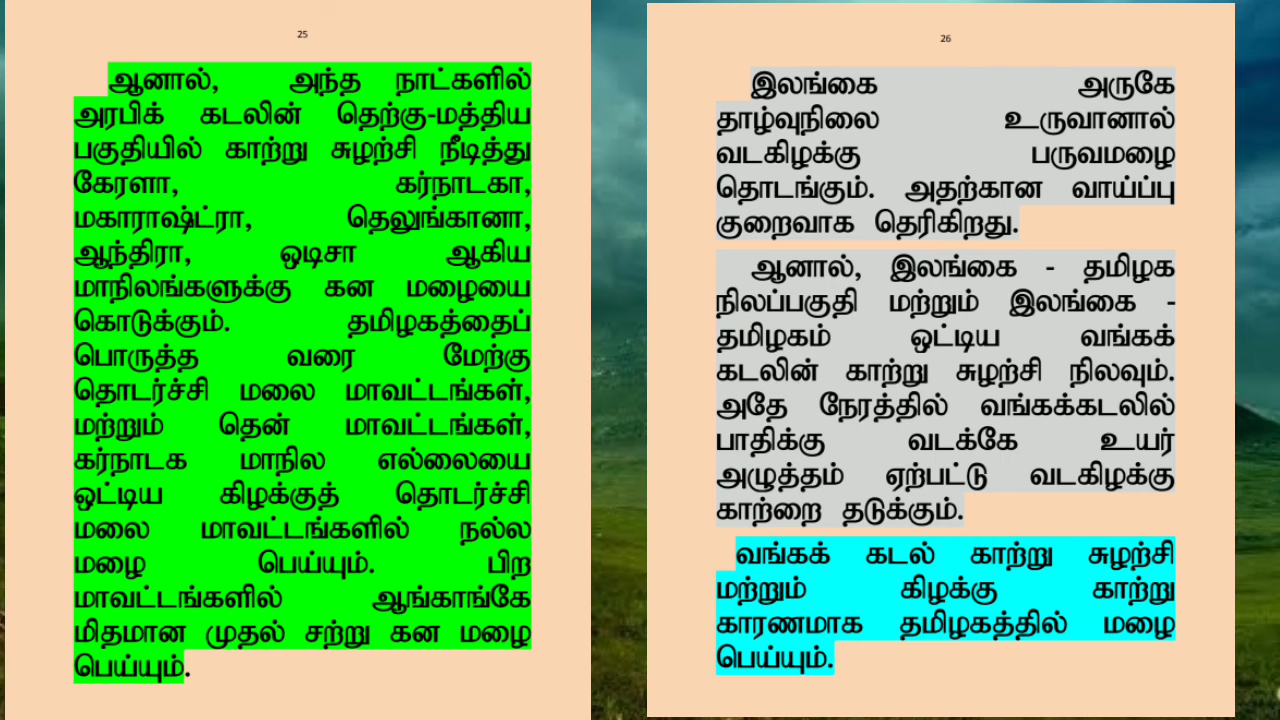 25
ஆனால், அந்த நாட்களில்
அரபிக் கடலின் தெற்கு-மத்திய
பகுதியில் காற்று சுழற்சி நீடித்து
கேரளா, கர்நாடகா,
மகாராஷ்ட்ரா, தெலுங்கானா,
ஆந்திரா, ஒடிசா ஆகிய
மாநிலங்களுக்கு கன மழையை
கொடுக்கும். தமிழகத்தைப்
பொருத்த வரை மேற்கு
தொடர்ச்சி மலை மாவட்டங்கள்,
மற்றும் தென் மாவட்டங்கள்,
கர்நாடக மாநில எல்லையை
ஒட்டிய கிழக்குத் தொடர்ச்சி
மலை மாவட்டங்களில் நல்ல
மழை பெய்யும். பிற
மாவட்டங்களில் ஆங்காங்கே
மிதமான முதல் சற்று கன மழை
பெய்யும்.
26
இலங்கை அருகே
தாழ்வுநிலை உருவானால்
வடகிழக்கு பருவமழை
தொடங்கும். அதற்கான வாய்ப்பு
குறைவாக தெரிகிறது.
ஆனால், இலங்கை - தமிழக
நிலப்பகுதி மற்றும் இலங்கை -
தமிழகம் ஒட்டிய வங்கக்
கடலின் காற்று சுழற்சி நிலவும்.
அதே நேரத்தில் வங்கக்கடலில்
பாதிக்கு வடக்கே உயர்
அழுத்தம் ஏற்பட்டு வடகிழக்கு
காற்றை தடுக்கும்.
வங்கக் கடல் காற்று சுழற்சி
மற்றும் கிழக்கு காற்று
காரணமாக தமிழகத்தில் மழை
பெய்யும்.